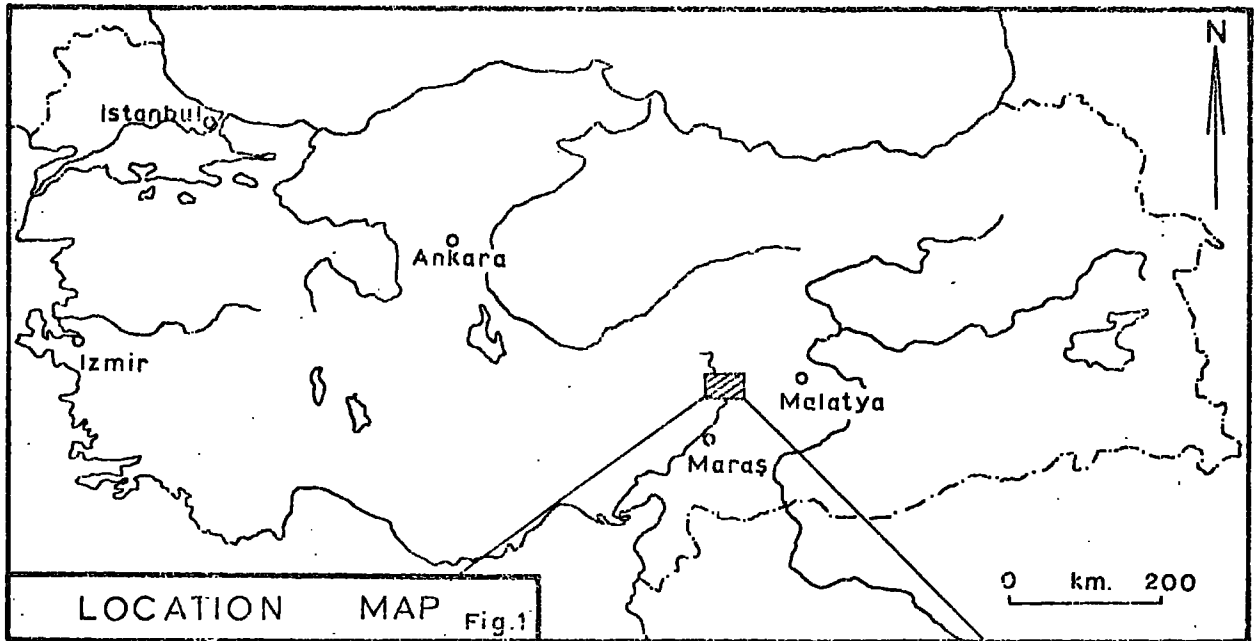 N
Istanbul
Ankara
Izmir
Malatya
Maraş
0 km. 200
LOCATION MAP Fig.1